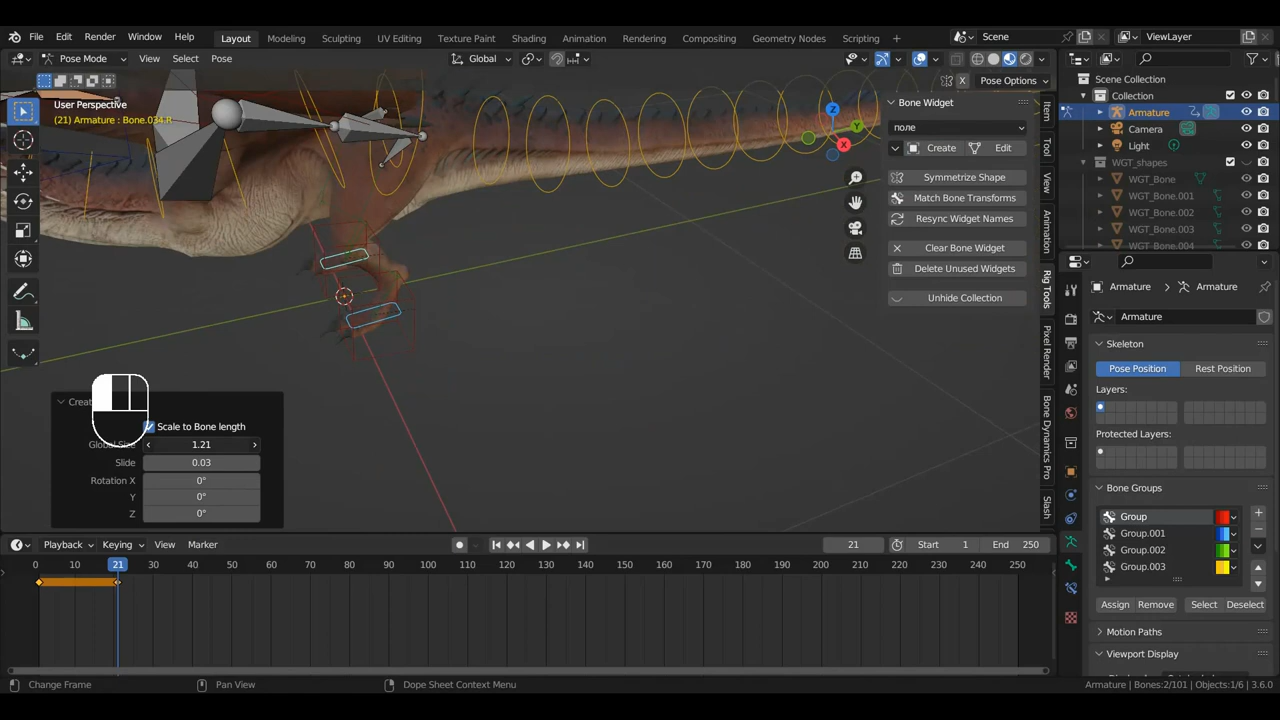 File Edit Render Window Help Layout Modeling Sculpting UV Editing Texture Paint Shading Animation Rendering Compositing Geometry Nodes Scripting + Scene ViewLayer
Pose Mode View Select Pose Global
Pose Options
User Perspective
(21) Armature : Bone.034.R
Bone Widget
поле
Create Edit
Symmetrize Shape
Match Bone Transforms
Resync Widget Names
Clear Bone Widget
Delete Unused Widgets
Unhide Collection
Item
Tool
View
Animation
Rig Tools
Pixel Render
Bone Dynamics Pro
Slash
Scene Collection
Collection
Armature
Camera
Light
WGT_shapes
WGT_Bone
WGT_Bone.001
WGT_Bone.002
WGT_Bone.003
WGT_Bone.004
Armature > Armature
Armature
Skeleton
Pose Position Rest Position
Layers:
Protected Layers:
Bone Groups
Group
Group.001
Group.002
Group.003
Assign Remove Select Deselect
Motion Paths
Viewport Display
Scale to Bone length
Global Size 1.21
Slide 0.03
Rotation X 0°
Y 0°
Z 0°
Playback Keying View Marker 21 Start 1 End 250
0 10 21 30 40 50 60 70 80 90 100 110 120 130 140 150 160 170 180 190 200 210 220 230 240 250
Change Frame Pan View Dope Sheet Context Menu Armature | Bones:2/101 | Objects:1/6 | 3.6.0